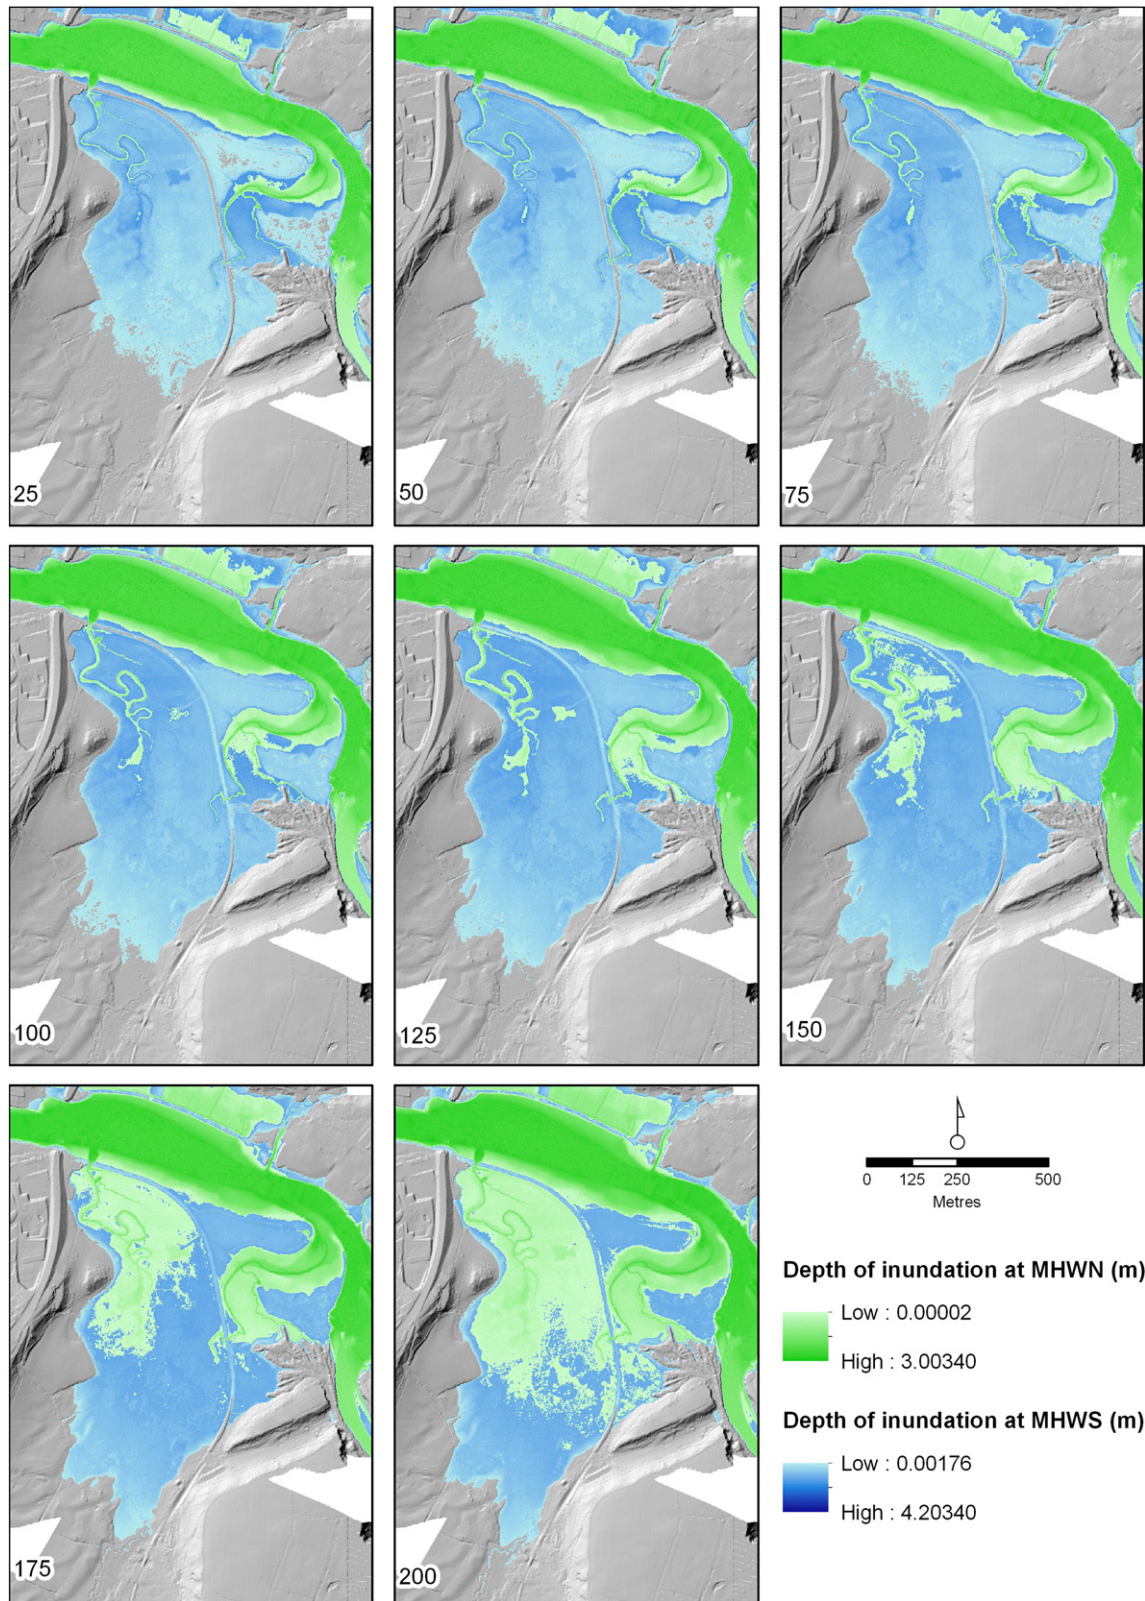 25
50
75
100
125
150
175
200
0 125 250 500
Metres
Depth of inundation at MHWN (m)
Low : 0.00002
High : 3.00340
Depth of inundation at MHWS (m)
Low : 0.00176
High : 4.20340